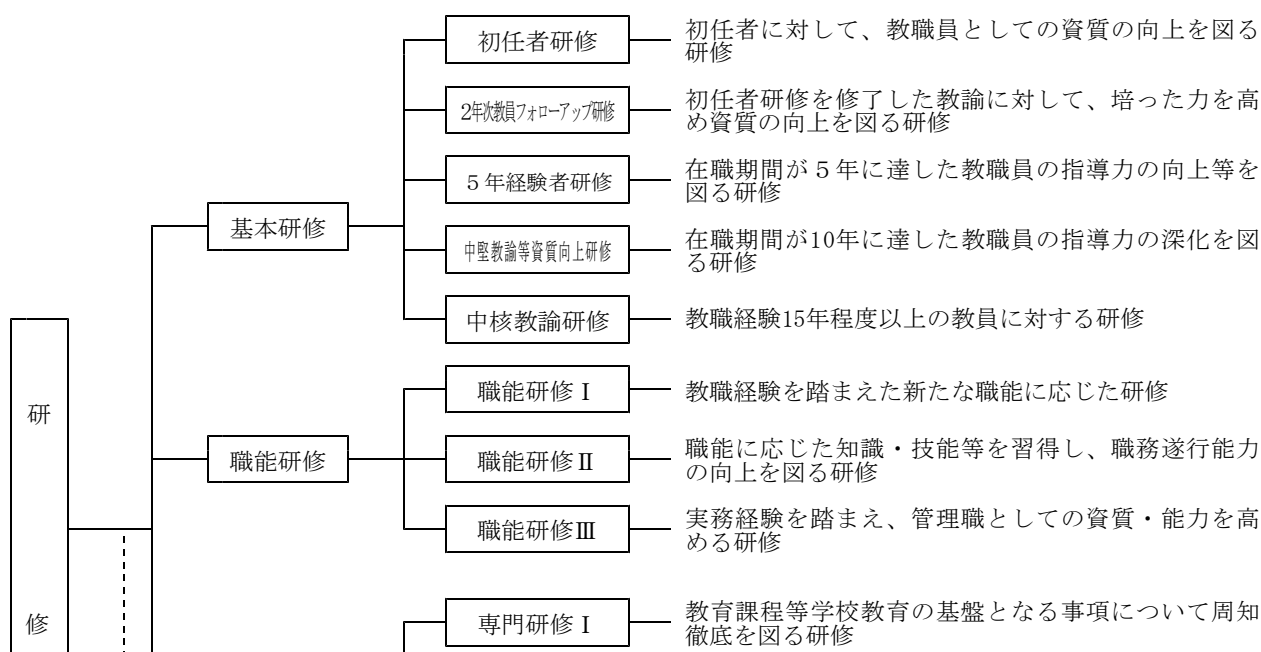 初任者研修
初任者に対して、教職員としての資質の向上を図る
研修
2年次教員フォローアップ研修
初任者研修を修了した教諭に対して、培った力を高
め資質の向上を図る研修
５年経験者研修
在職期間が５年に達した教職員の指導力の向上等を
図る研修
基本研修
中堅教諭等資質向上研修
在職期間が10年に達した教職員の指導力の深化を図
る研修
中核教諭研修
教職経験15年程度以上の教員に対する研修
職能研修Ⅰ
教職経験を踏まえた新たな職能に応じた研修
職能研修
職能研修Ⅱ
職能に応じた知識・技能等を習得し、職務遂行能力
の向上を図る研修
職能研修Ⅲ
実務経験を踏まえ、管理職としての資質・能力を高
める研修
研修
専門研修Ⅰ
教育課程等学校教育の基盤となる事項について周知
徹底を図る研修